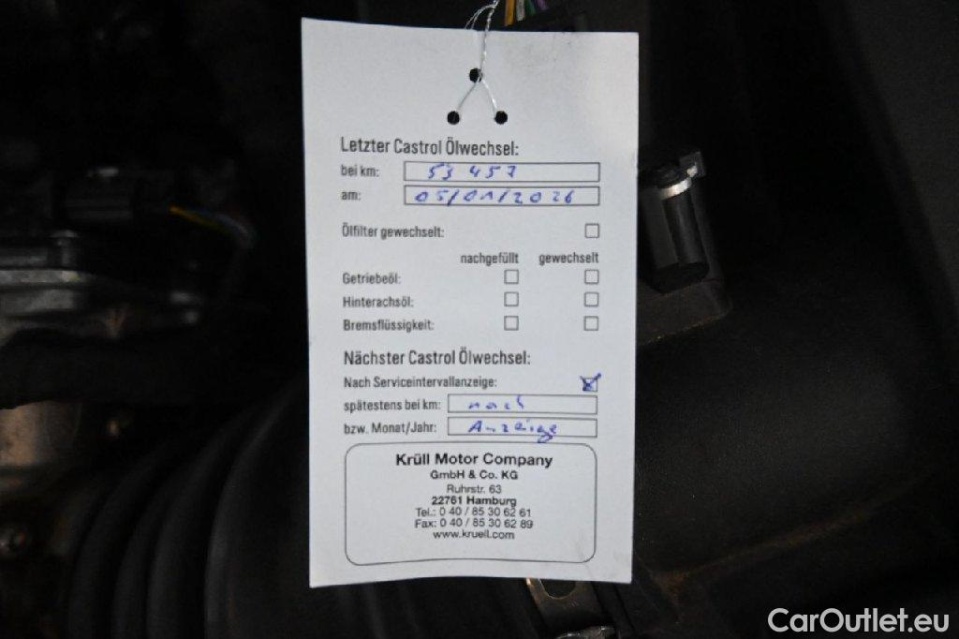 Letzter Castrol Ölwechsel:
bei km: 53 457
am: 05/01/2026
Ölfilter gewechselt:
nachgefüllt gewechselt
Getriebeöl:
Hinterachsöl:
Bremsflüssigkeit:
Nächster Castrol Ölwechsel:
Nach Serviceintervallanzeige:
spätestens bei km: nach
bzw. Monat/Jahr: Anzeige
Krüll Motor Company
GmbH & Co. KG
Ruhrstr. 63
22761 Hamburg
Tel.: 0 40 / 85 30 62 61
Fax: 0 40 / 85 30 62 89
www.kruell.com
CarOutlet.eu